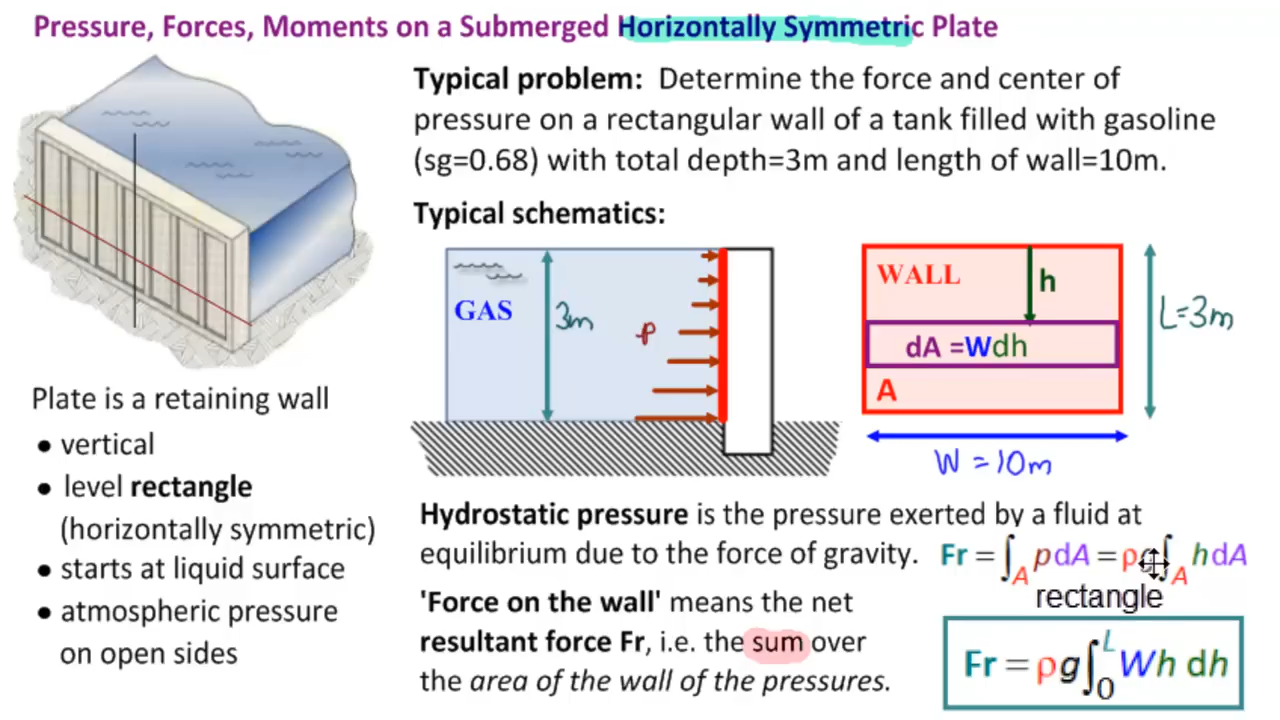 Pressure, Forces, Moments on a Submerged Horizontally Symmetric Plate
Typical problem: Determine the force and center of
pressure on a rectangular wall of a tank filled with gasoline
(sg=0.68) with total depth=3m and length of wall=10m.
Typical schematics:
GAS
3m
p
WALL
h
dA =Wdh
A
L=3m
W = 10m
Plate is a retaining wall
• vertical
• level rectangle
(horizontally symmetric)
• starts at liquid surface
• atmospheric pressure
on open sides
Hydrostatic pressure is the pressure exerted by a fluid at
equilibrium due to the force of gravity.
Fr = ∫A pdA = ρg∫A hdA
rectangle
'Force on the wall' means the net
resultant force Fr, i.e. the sum over
the area of the wall of the pressures.
Fr = ρg∫0L Wh dh